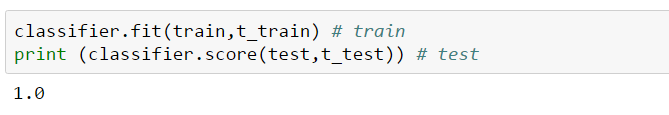 classifier.fit(train,t_train) # train
print (classifier.score(test,t_test)) # test
1.0